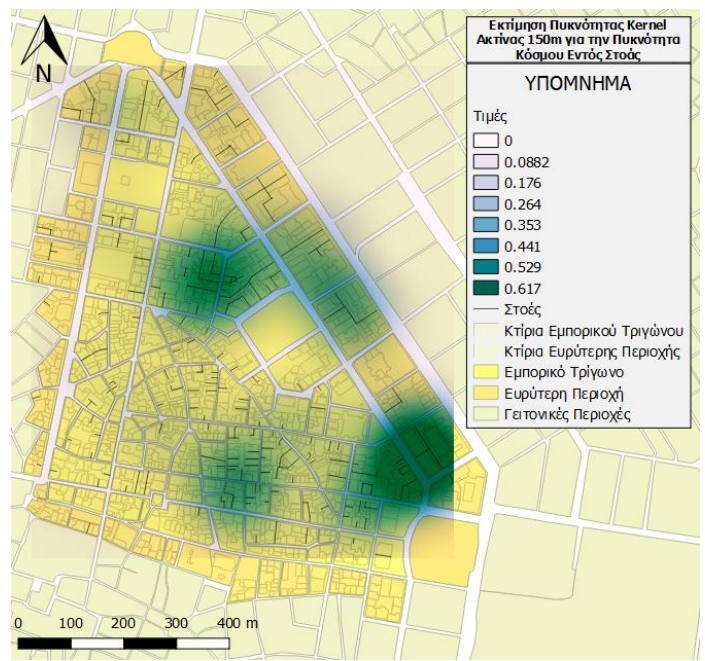 Εκτίμηση Πυκνότητας Kernel
Ακτίνας 150m για την Πυκνότητα
Κόσμου Εντός Στοάς
ΥΠΟΜΝΗΜΑ
Τιμές
0
0.0882
0.176
0.264
0.353
0.441
0.529
0.617
Στοές
Κτίρια Εμπορικού Τριγώνου
Κτίρια Ευρύτερης Περιοχής
Εμπορικό Τρίγωνο
Ευρύτερη Περιοχή
Γειτονικές Περιοχές
N
0 100 200 300 400 m